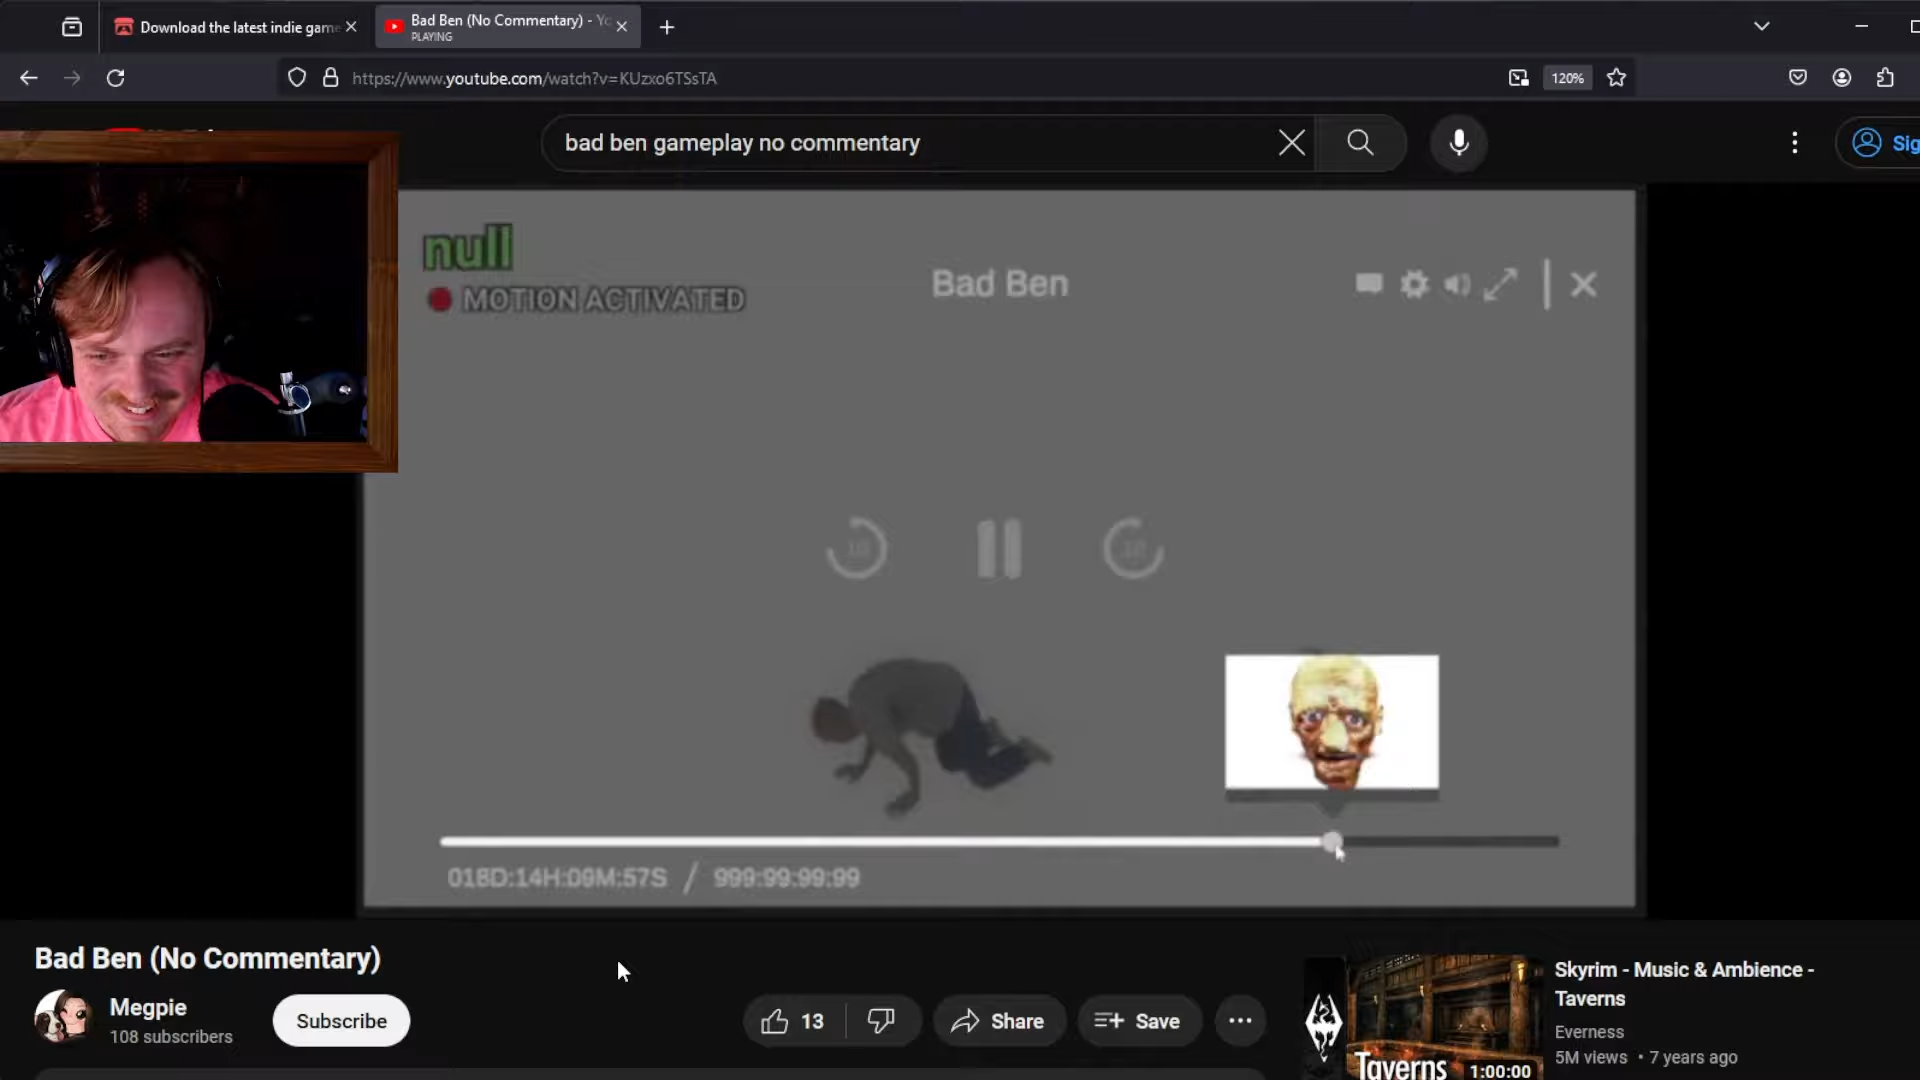 Download the latest indie game
Bad Ben (No Commentary) - Yo
PLAYING
https://www.youtube.com/watch?v=KUzxo6TSsTA
120%
bad ben gameplay no commentary
Sig
null
MOTION ACTIVATED
Bad Ben
10
10
018D:14H:09M:57S / 999:99:99:99
Bad Ben (No Commentary)
Megpie
108 subscribers
Subscribe
13
Share
Save
Taverns
1:00:00
Skyrim - Music & Ambience -
Taverns
Everness
5M views • 7 years ago